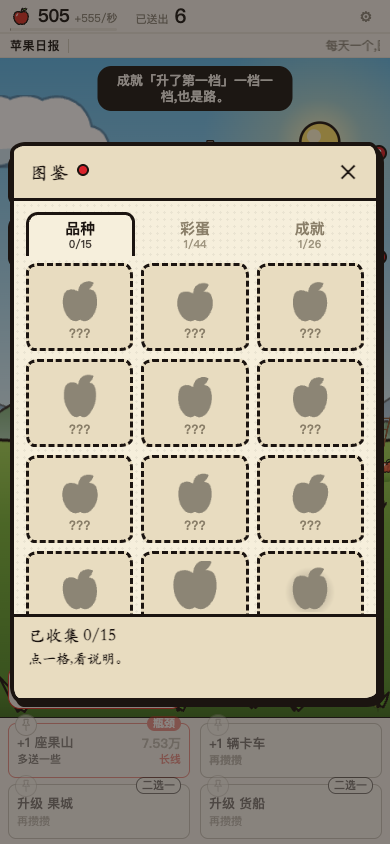 505 +555/秒 已送出 6
苹果日报 每天一个,
成就「升了第一档」一档一
档,也是路。
图鉴
品种 彩蛋 成就
0/15 1/44 1/26
??? ??? ???
??? ??? ???
??? ??? ???
已收集 0/15
点一格,看说明。
瓶颈
+1 座果山 7.53万 +1 辆卡车
多送一些 长线 再攒攒
二选一 二选一
升级 果城 升级 货船
再攒攒 再攒攒